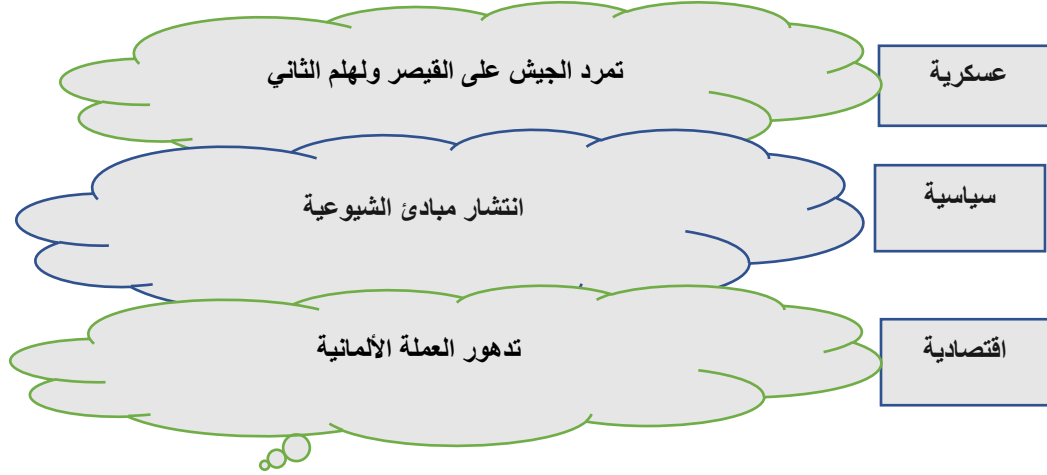 عسكرية
تمرد الجيش على القيصر ولهلم الثاني
سياسية
انتشار مبادئ الشيوعية
اقتصادية
تدهور العملة الألمانية